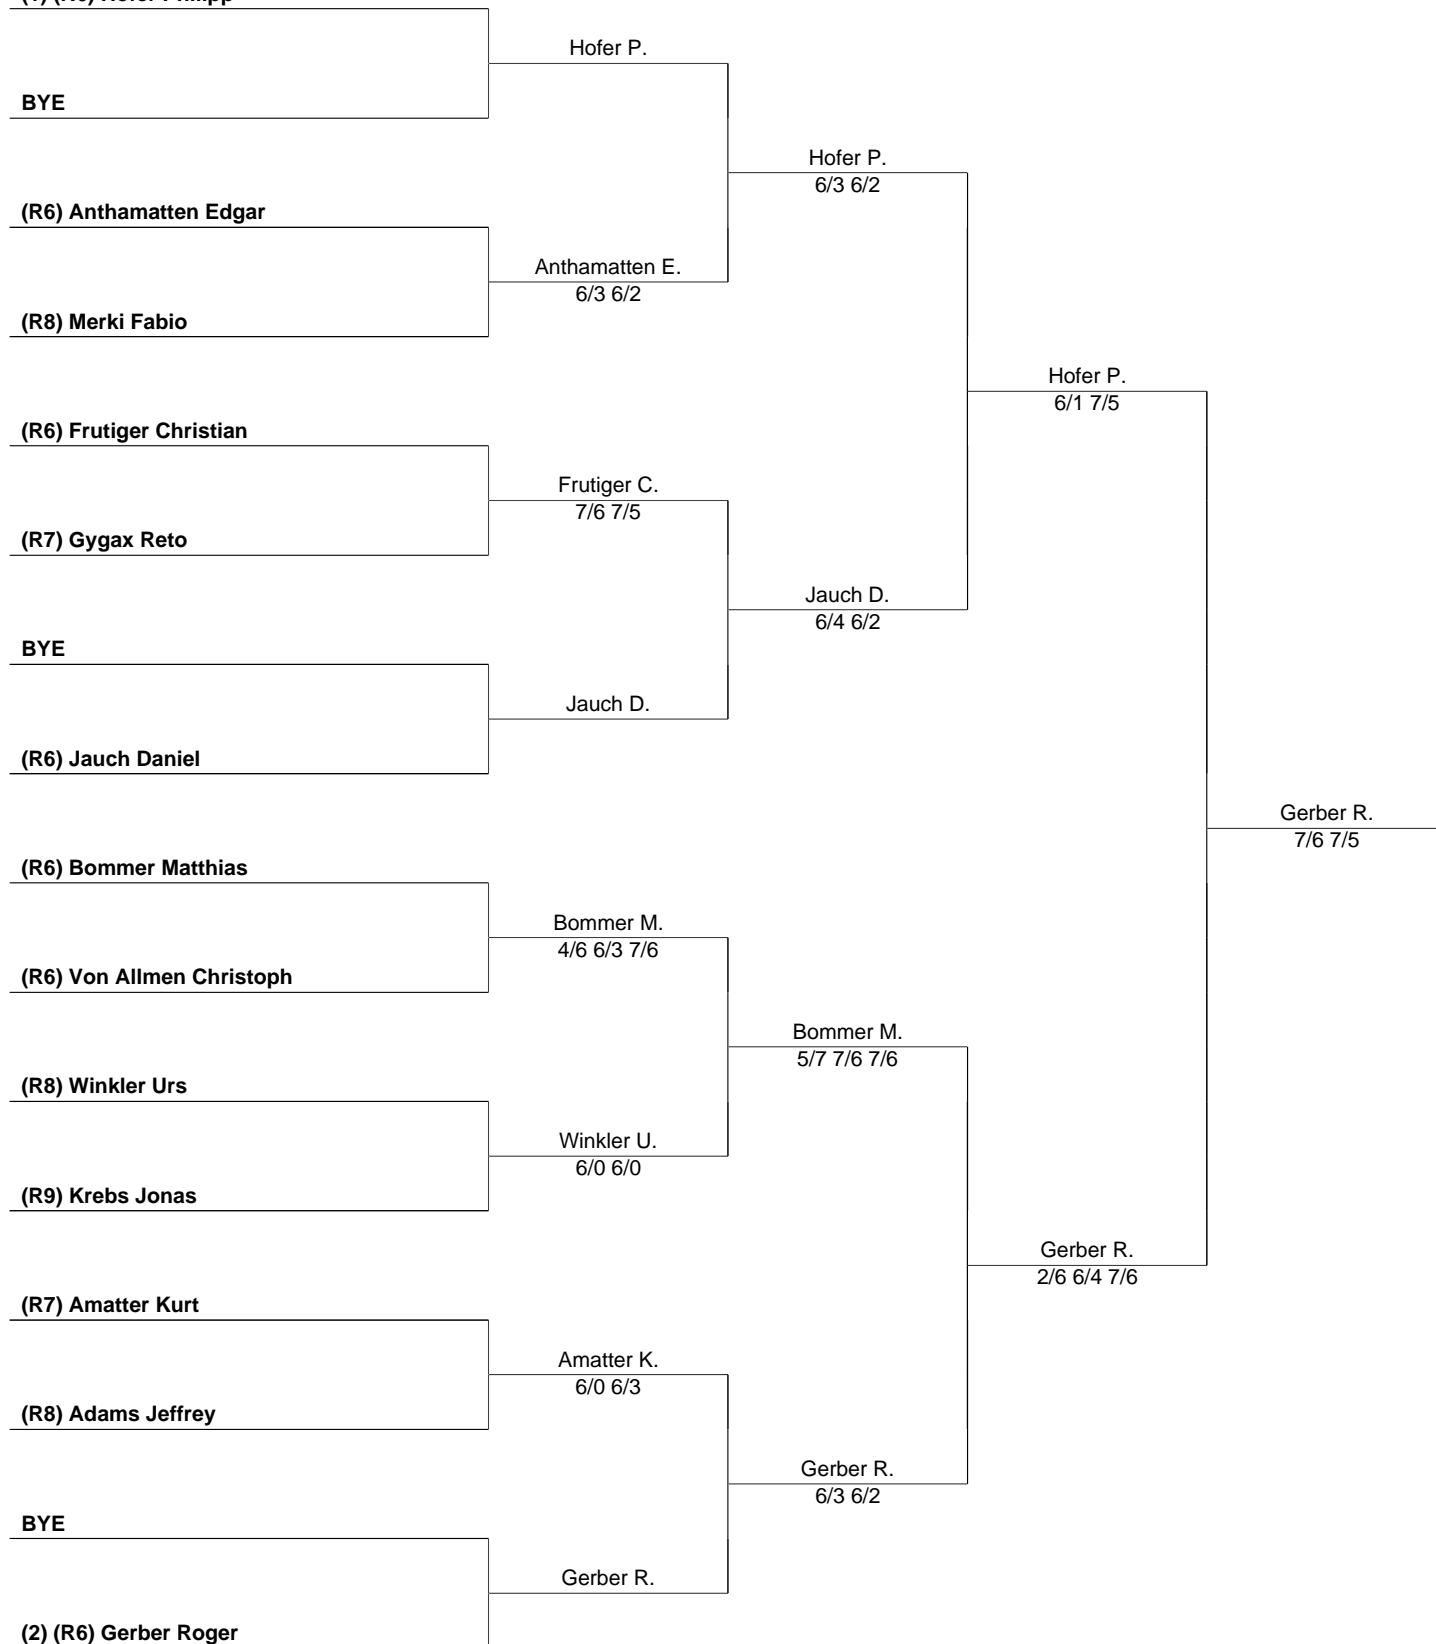 Hofer P.
BYE
Hofer P.
6/3 6/2
(R6) Anthamatten Edgar
Anthamatten E.
6/3 6/2
(R8) Merki Fabio
Hofer P.
6/1 7/5
(R6) Frutiger Christian
Frutiger C.
7/6 7/5
(R7) Gygax Reto
Jauch D.
6/4 6/2
BYE
Jauch D.
(R6) Jauch Daniel
Gerber R.
7/6 7/5
(R6) Bommer Matthias
Bommer M.
4/6 6/3 7/6
(R6) Von Allmen Christoph
Bommer M.
5/7 7/6 7/6
(R8) Winkler Urs
Winkler U.
6/0 6/0
(R9) Krebs Jonas
Gerber R.
2/6 6/4 7/6
(R7) Amatter Kurt
Amatter K.
6/0 6/3
(R8) Adams Jeffrey
Gerber R.
6/3 6/2
BYE
Gerber R.
(2) (R6) Gerber Roger